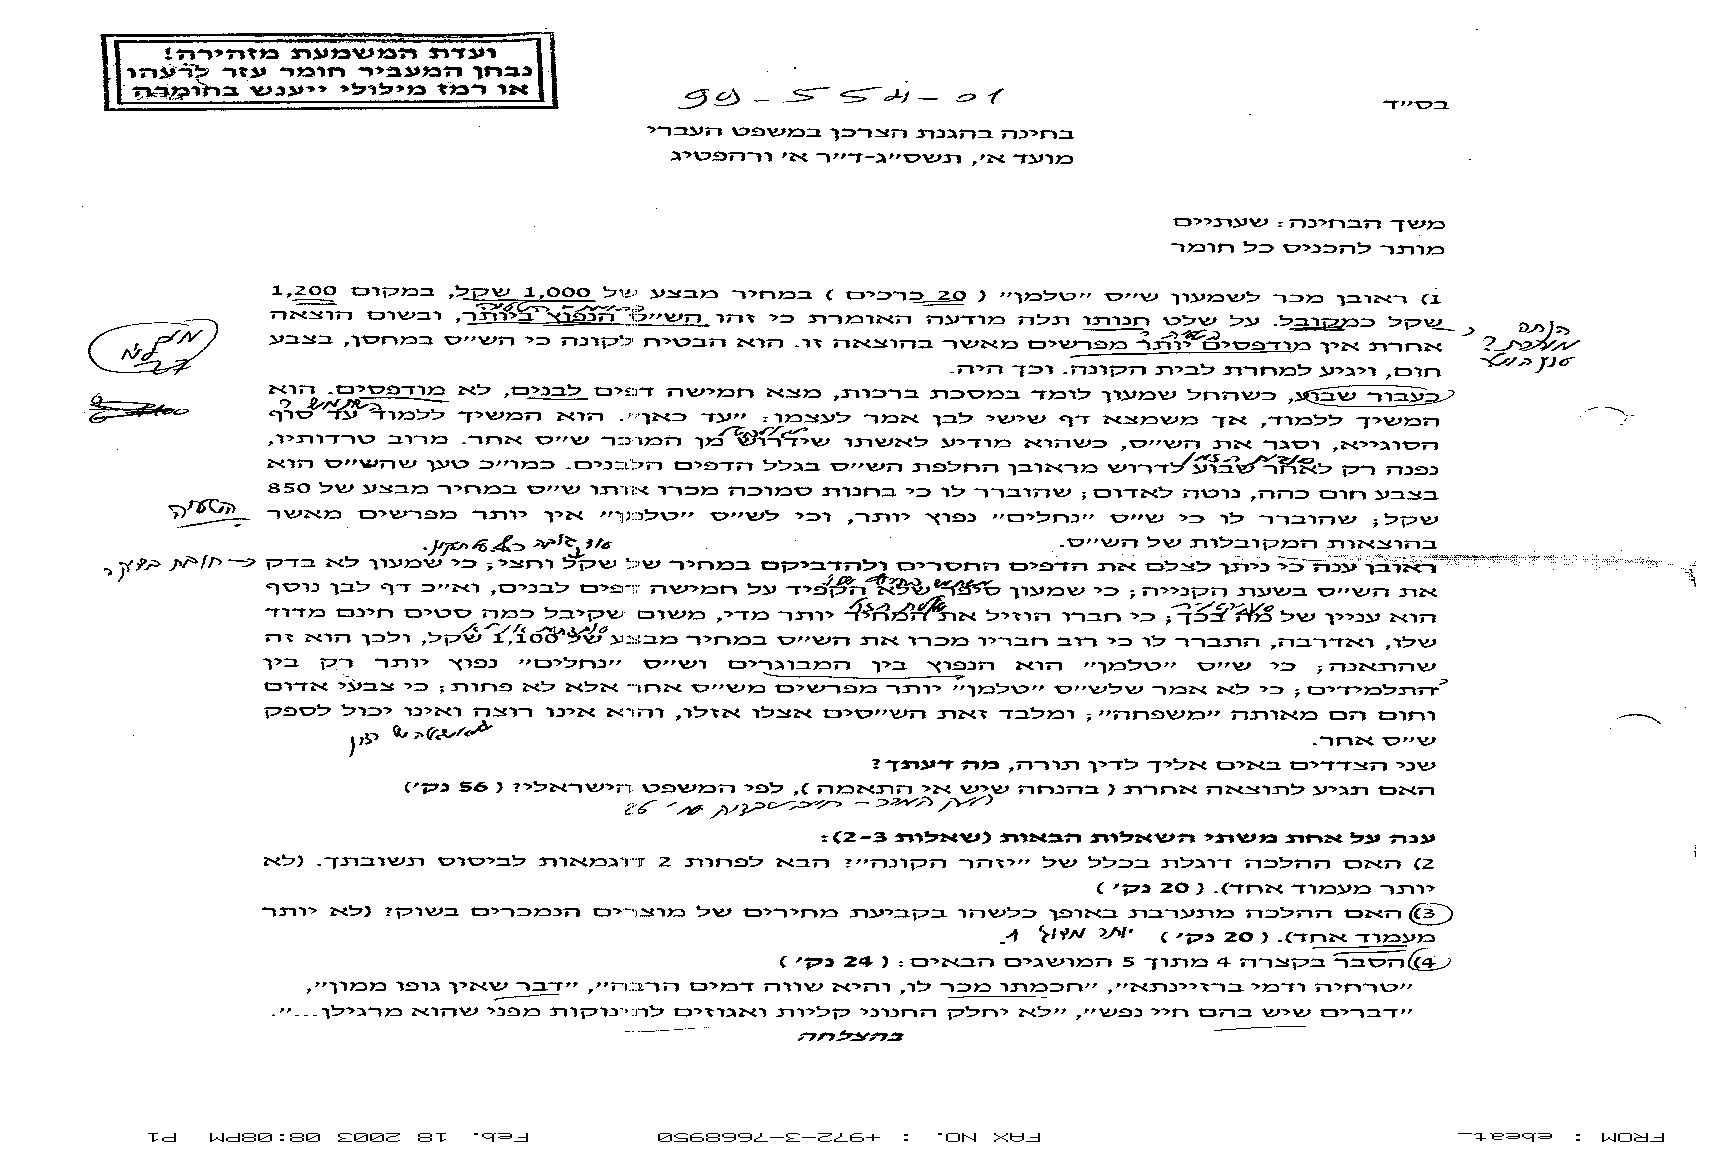 ועדת המשמעת מזהירה!
נבחן המעביר חומר עזר לרעהו
או רמז מילולי ייענש בחומרה
99-554-01
בס״ד
בחינה בהגנת הצרכן במשפט העברי
מועד א׳, תשס״ג-ד״ר א׳ ורהפטיג
משך הבחינה: שעתיים
מותר להכניס כל חומר
1) ראובן מכר לשמעון ש״ס ״טלמן״ ( 20 כרכים ) במחיר מבצע של 1,000 שקל, במקום 1,200
שקל כמקובל. על שלט חנותו תלה מודעה האומרת כי זהו הש״ס הנפוץ ביותר, ובשום הוצאה
אחרת אין מודפסים יותר מפרשים מאשר בהוצאה זו. הוא הבטיח לקונה כי הש״ס במחסן, בצבע
חום, ויגיע למחרת לבית הקונה. וכך היה.
כעבור שבוע, כשהחל שמעון לומד במסכת ברכות, מצא חמישה דפים לבנים, לא מודפסים. הוא
המשיך ללמוד, אך משמצא דף שישי לבן אמר לעצמו: ״עד כאן״. הוא המשיך ללמוד עד סוף
הסוגייא, וסגר את הש״ס, כשהוא מודיע לאשתו שידרוש מן המוכר ש״ס אחר. מרוב טרדותיו,
נפנה רק לאחר שבוע לדרוש מראובן החלפת הש״ס בגלל הדפים הלבנים. כמו״כ טען שהש״ס הוא
בצבע חום כהה, נוטה לאדום; שהוברר לו כי בחנות סמוכה מכרו אותו ש״ס במחיר מבצע של 850
שקל; שהוברר לו כי ש״ס ״נחלים״ נפוץ יותר, וכי לש״ס ״טלמן״ אין יותר מפרשים מאשר
בהוצאות המקובלות של הש״ס.
ראובן ענה כי ניתן לצלם את הדפים החסרים ולהדביקם במחיר של שקל וחצי; כי שמעון לא בדק
את הש״ס בשעת הקנייה; כי שמעון סיפר שלא הקפיד על חמישה דפים לבנים, וא״כ דף לבן נוסף
הוא עניין של מה בכך; כי חברו הוזיל את המחיר יותר מדי, משום שקיבל כמה סטים חינם מדוד
שלו, ואדרבה, התברר לו כי רוב חבריו מכרו את הש״ס במחיר מבצע של 1,100 שקל, ולכן הוא זה
שהתאנה; כי ש״ס ״טלמן״ הוא הנפוץ בין המבוגרים וש״ס ״נחלים״ נפוץ יותר רק בין
התלמידים; כי לא אמר שלש״ס ״טלמן״ יותר מפרשים מש״ס אחר אלא לא פחות; כי צבעי אדום
וחום הם מאותה ״משפחה״; ומלבד זאת הש״סים אצלו אזלו, והוא אינו רוצה ואינו יכול לספק
ש״ס אחר.
שני הצדדים באים אליך לדין תורה, מה דעתך?
האם תגיע לתוצאה אחרת ( בהנחה שיש אי התאמה ), לפי המשפט הישראלי? ( 56 נק׳)
ענה על אחת משתי השאלות הבאות (שאלות 2-3):
2) האם ההלכה דוגלת בכלל של ״יזהר הקונה״? הבא לפחות 2 דוגמאות לביסוס תשובתך. (לא
יותר מעמוד אחד). ( 20 נק׳ )
3) האם ההלכה מתערבת באופן כלשהו בקביעת מחירים של מוצרים הנמכרים בשוק? (לא יותר
מעמוד אחד). ( 20 נק׳ )
4) הסבר בקצרה 4 מתוך 5 המושגים הבאים: ( 24 נק׳ )
״טרחיה ודמי ברזיינתא״, ״חכמתו מכר לו, והיא שווה דמים הרבה״, ״דבר שאין גופו ממון״,
״דברים שיש בהם חיי נפש״, ״לא יחלק החנוני קליות ואגוזים לתינוקות מפני שהוא מרגילן...״.
בהצלחה
FROM : ebeat_ FAX NO. : +972-3-7668950 Feb. 18 2003 08:08PM P1